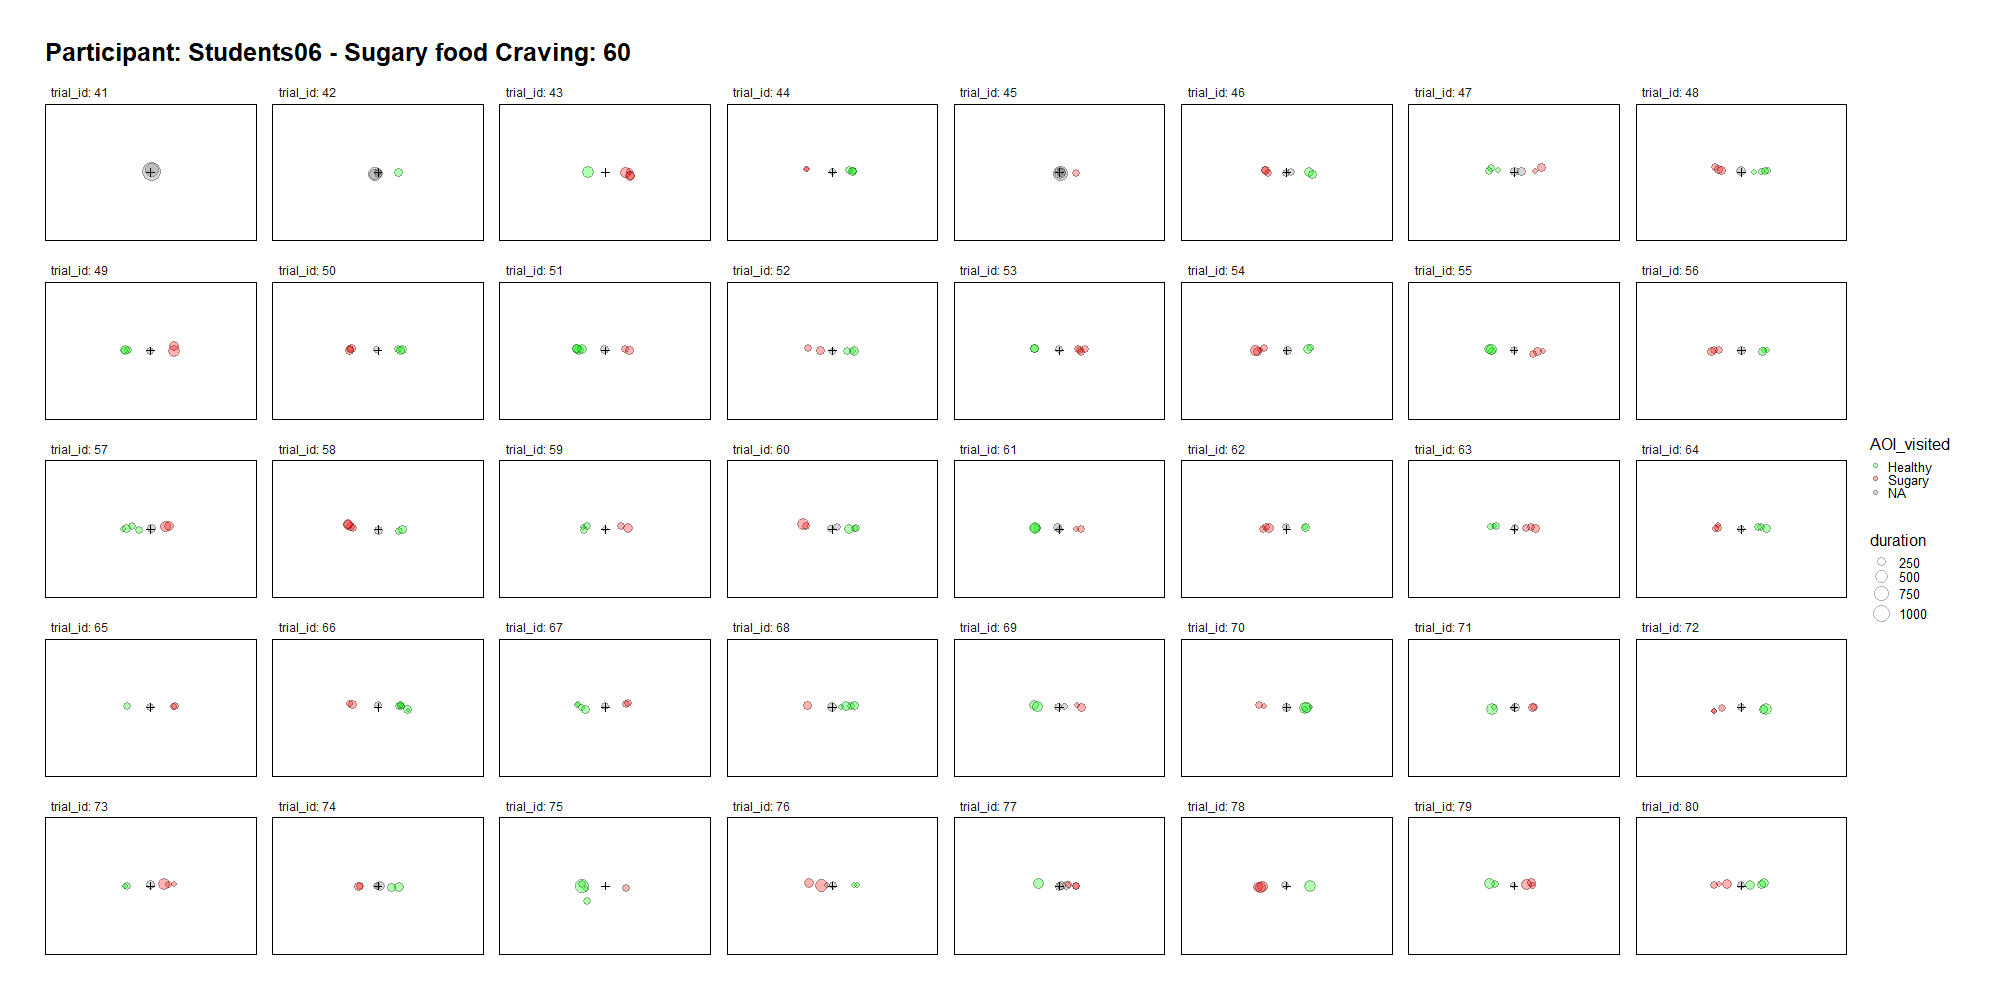 Participant: Students06 - Sugary food Craving: 60
trial_id: 41
trial_id: 42
trial_id: 43
trial_id: 44
trial_id: 45
trial_id: 46
trial_id: 47
trial_id: 48
trial_id: 49
trial_id: 50
trial_id: 51
trial_id: 52
trial_id: 53
trial_id: 54
trial_id: 55
trial_id: 56
trial_id: 57
trial_id: 58
trial_id: 59
trial_id: 60
trial_id: 61
trial_id: 62
trial_id: 63
trial_id: 64
trial_id: 65
trial_id: 66
trial_id: 67
trial_id: 68
trial_id: 69
trial_id: 70
trial_id: 71
trial_id: 72
trial_id: 73
trial_id: 74
trial_id: 75
trial_id: 76
trial_id: 77
trial_id: 78
trial_id: 79
trial_id: 80
AOI_visited
Healthy
Sugary
NA
duration
250
500
750
1000